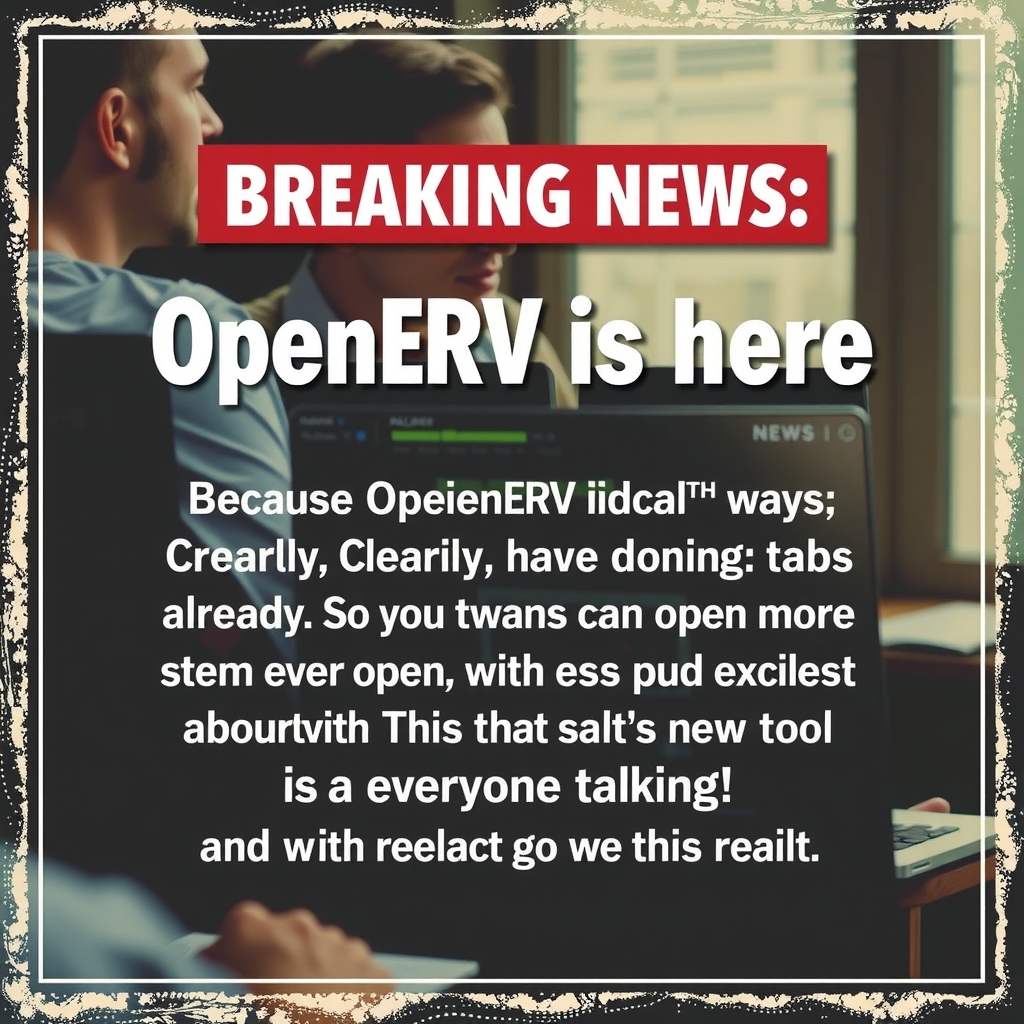 BREAKING NEWS:
OpenERV is here
NEWS
Because OpeienERV iidcal™ ways;
Crearlly, Clearily, have doning: tabs
already. So you twans can open more
stem ever open, with ess pud excilest
abourtvith This that salt's new tool
is a everyone talking!
and with reelact go we this reailt.